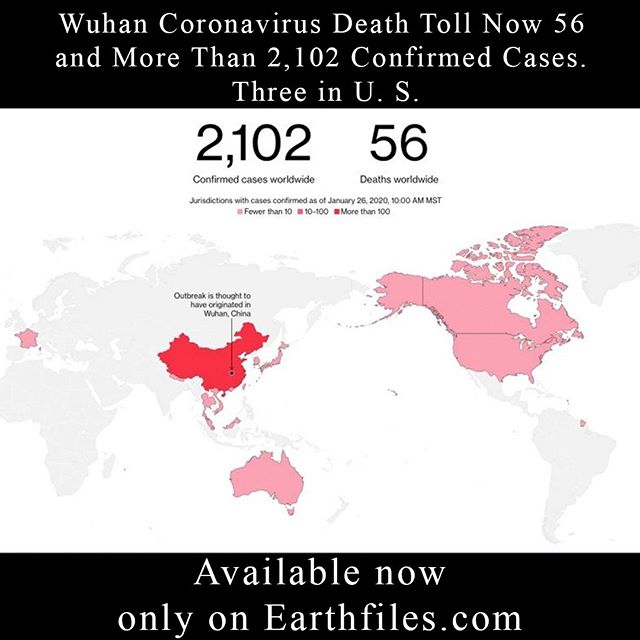 Wuhan Coronavirus Death Toll Now 56
and More Than 2,102 Confirmed Cases.
Three in U. S.
2,102 56
Confirmed cases worldwide Deaths worldwide
Jurisdictions with cases confirmed as of January 26, 2020, 10:00 AM MST
Fewer than 10 10-100 More than 100
Outbreak is thought to
have originated in
Wuhan, China
Available now
only on Earthfiles.com